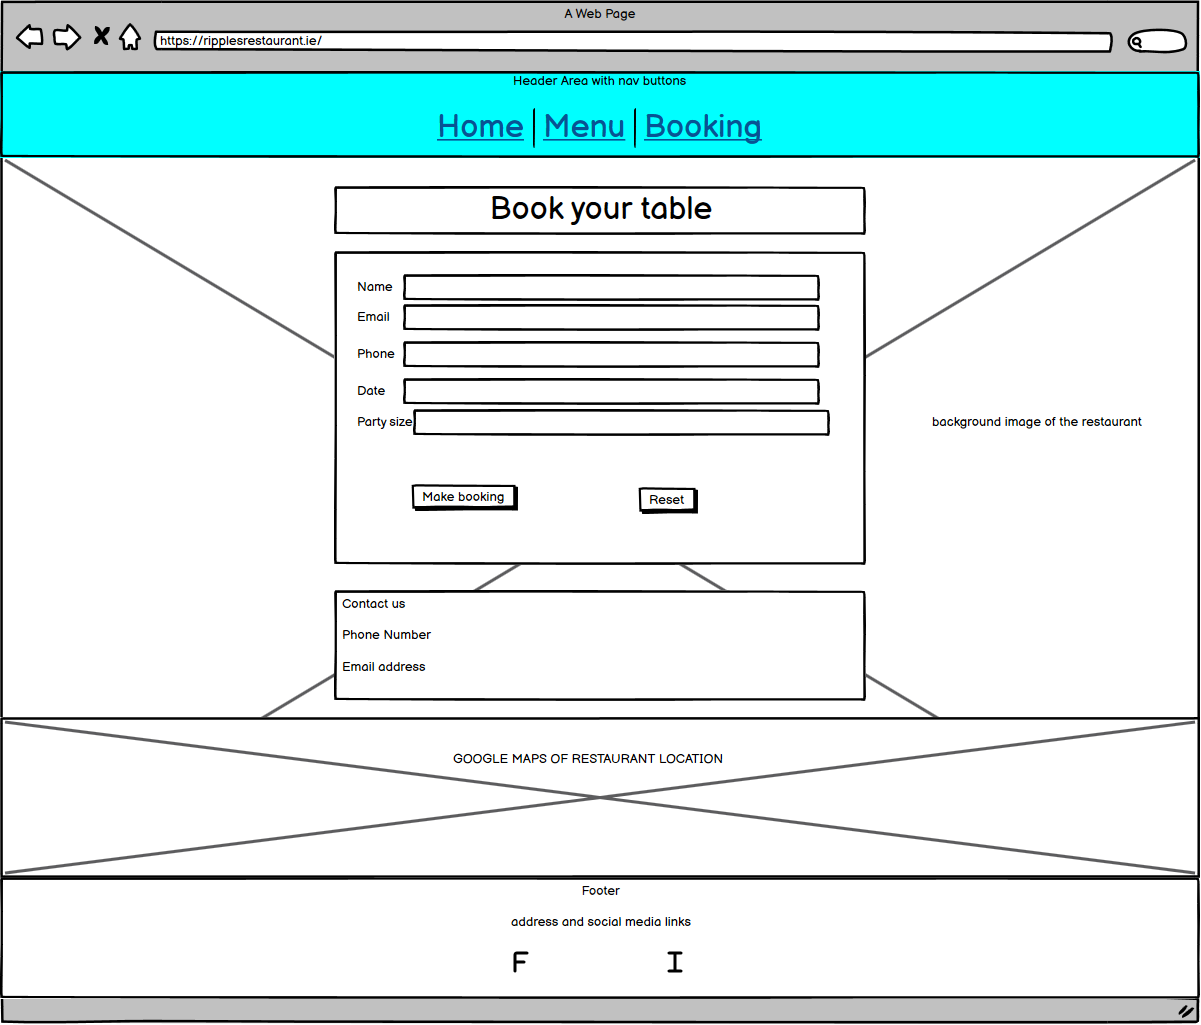 A Web Page
https://ripplesrestaurant.ie/
Header Area with nav buttons
Home Menu Booking
Book your table
Name
Email
Phone
Date
Party size
background image of the restaurant
Make booking Reset
Contact us
Phone Number
Email address
GOOGLE MAPS OF RESTAURANT LOCATION
Footer
address and social media links
F I